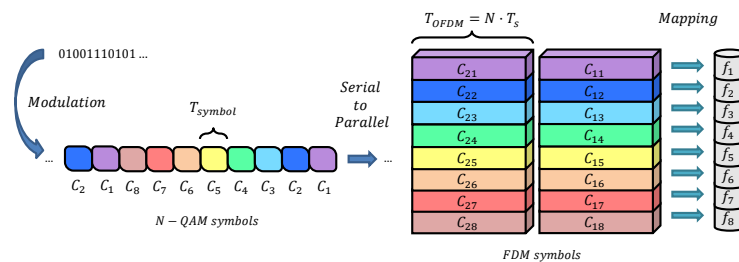 01001110101 ...
Modulation
T_symbol
...
C_2 C_1 C_8 C_7 C_6 C_5 C_4 C_3 C_2 C_1
N − QAM symbols
Serial
to
Parallel
...
T_OFDM = N · T_s
C_21 C_11
C_22 C_12
C_23 C_13
C_24 C_14
C_25 C_15
C_26 C_16
C_27 C_17
C_28 C_18
FDM symbols
Mapping
f_1
f_2
f_3
f_4
f_5
f_6
f_7
f_8